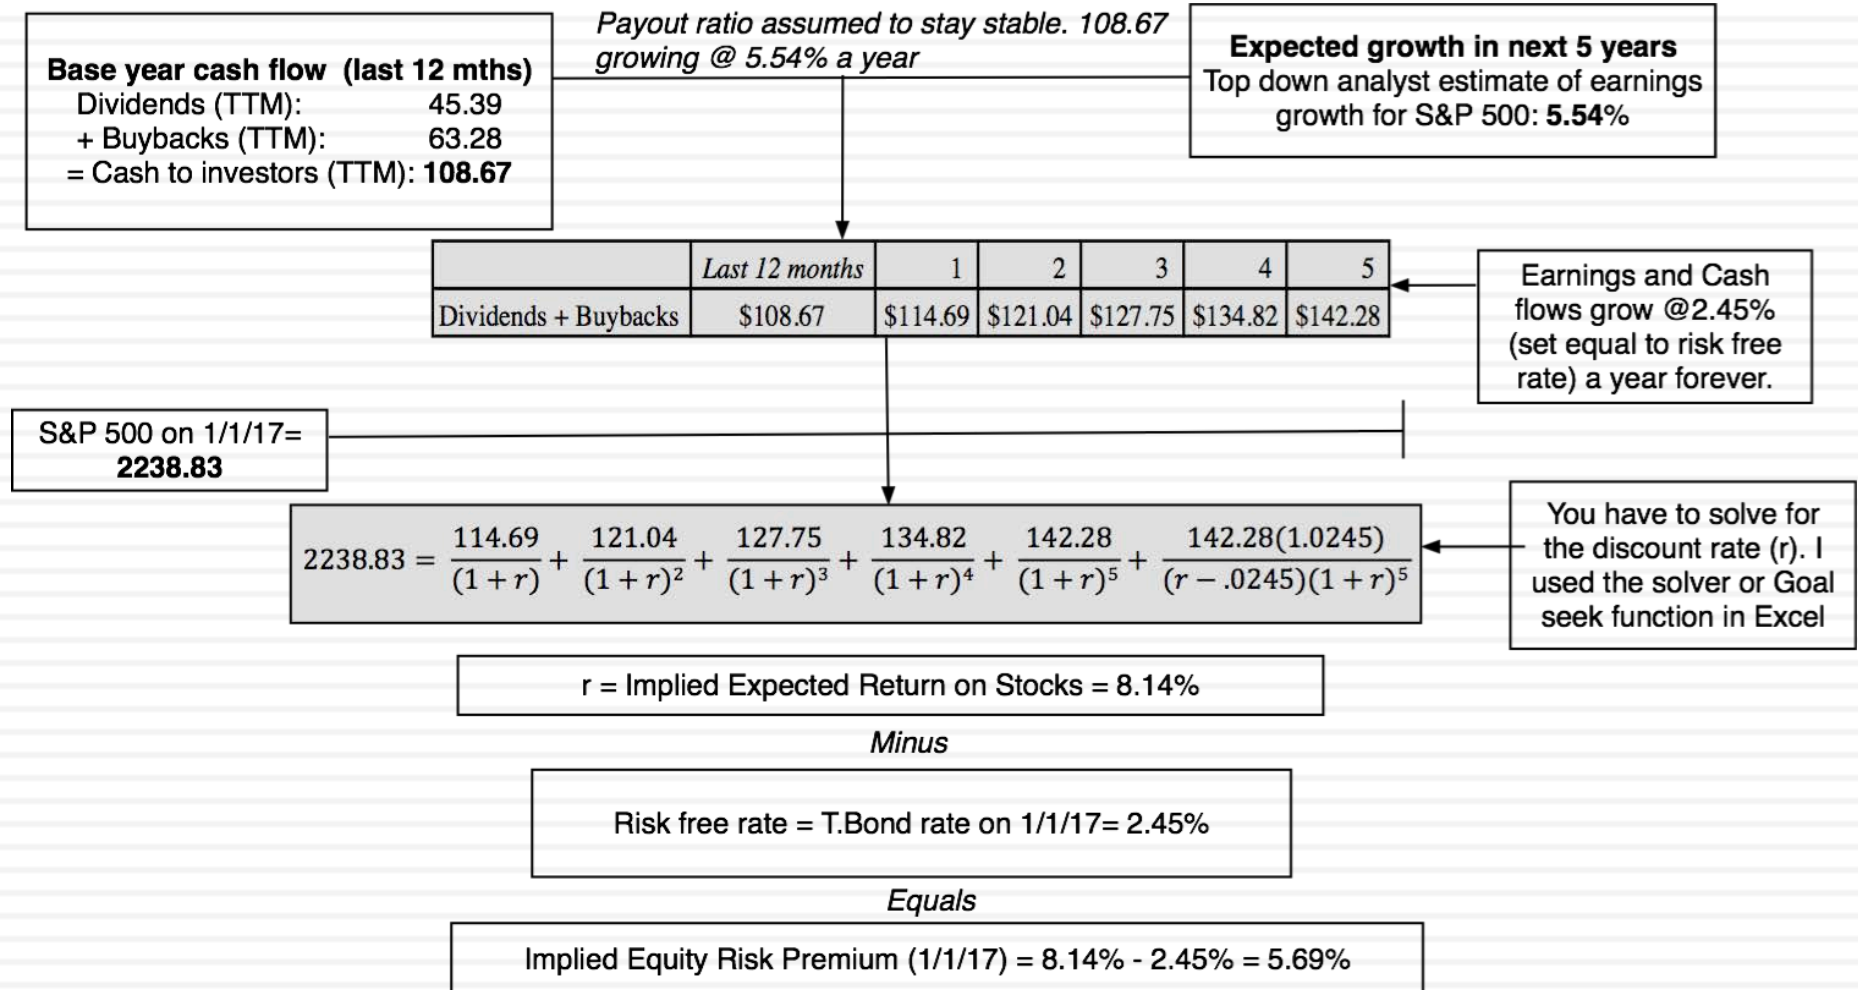 Base year cash flow (last 12 mths)
Dividends (TTM): 45.39
+ Buybacks (TTM): 63.28
= Cash to investors (TTM): 108.67
Payout ratio assumed to stay stable. 108.67
growing @ 5.54% a year
Expected growth in next 5 years
Top down analyst estimate of earnings
growth for S&P 500: 5.54%
Last 12 months 1 2 3 4 5
Dividends + Buybacks $108.67 $114.69 $121.04 $127.75 $134.82 $142.28
Earnings and Cash
flows grow @2.45%
(set equal to risk free
rate) a year forever.
S&P 500 on 1/1/17=
2238.83
2238.83 = 114.69/(1 + r) + 121.04/(1 + r)² + 127.75/(1 + r)³ + 134.82/(1 + r)⁴ + 142.28/(1 + r)⁵ + 142.28(1.0245)/(r − .0245)(1 + r)⁵
You have to solve for
the discount rate (r). I
used the solver or Goal
seek function in Excel
r = Implied Expected Return on Stocks = 8.14%
Minus
Risk free rate = T.Bond rate on 1/1/17= 2.45%
Equals
Implied Equity Risk Premium (1/1/17) = 8.14% - 2.45% = 5.69%